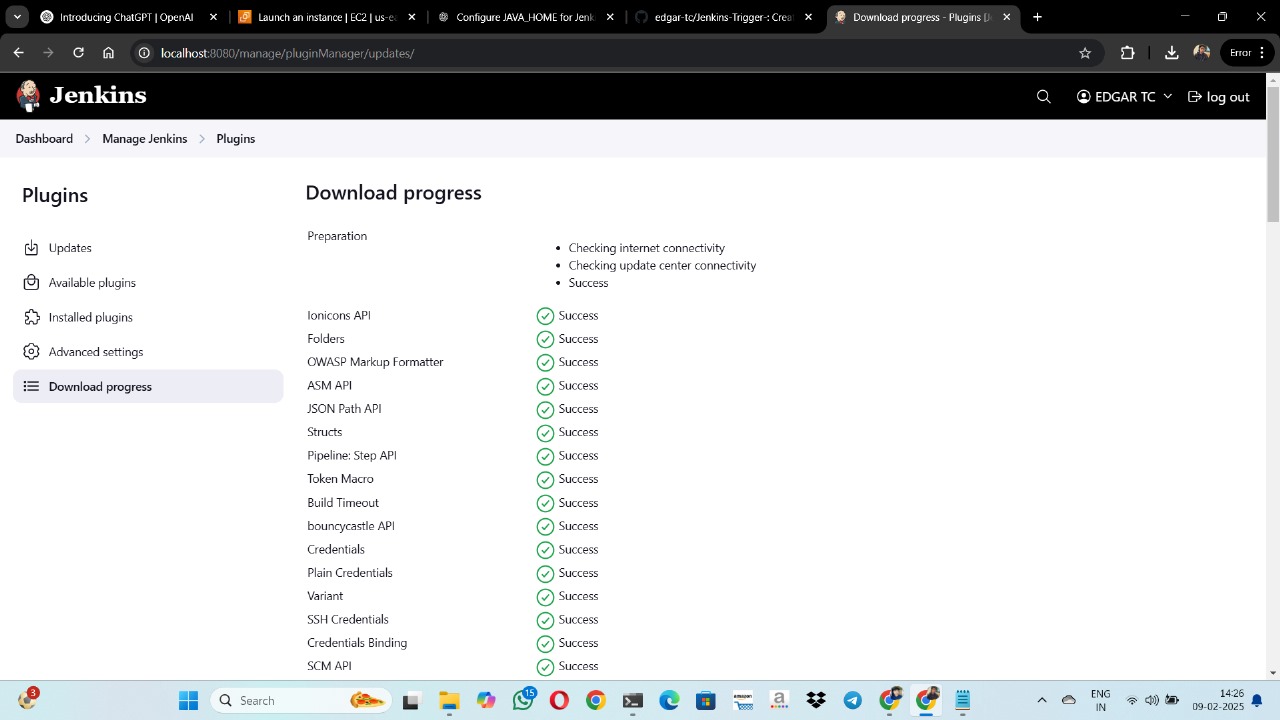 Introducing ChatGPT | OpenAI
Launch an instance | EC2 | us-ea
Configure JAVA_HOME for Jenk
edgar-tc/Jenkins-Trigger-: Creat
Download progress - Plugins [J
localhost:8080/manage/pluginManager/updates/
Error
Jenkins
EDGAR TC
log out
Dashboard
Manage Jenkins
Plugins
Plugins
Updates
Available plugins
Installed plugins
Advanced settings
Download progress
Download progress
Preparation
Checking internet connectivity
Checking update center connectivity
Success
Ionicons API Success
Folders Success
OWASP Markup Formatter Success
ASM API Success
JSON Path API Success
Structs Success
Pipeline: Step API Success
Token Macro Success
Build Timeout Success
bouncycastle API Success
Credentials Success
Plain Credentials Success
Variant Success
SSH Credentials Success
Credentials Binding Success
SCM API Success
3
Search
15
amazon
a
ENG
IN
14:26
09-02-2025